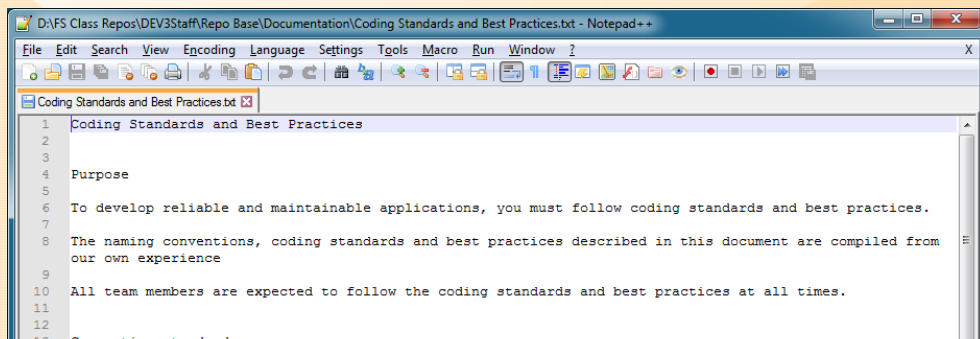 D:\FS Class Repos\DEV3Staff\Repo Base\Documentation\Coding Standards and Best Practices.txt - Notepad++
File Edit Search View Encoding Language Settings Tools Macro Run Window ? X
Coding Standards and Best Practices.txt
1 Coding Standards and Best Practices
2
3
4 Purpose
5
6 To develop reliable and maintainable applications, you must follow coding standards and best practices.
7
8 The naming conventions, coding standards and best practices described in this document are compiled from
our own experience
9
10 All team members are expected to follow the coding standards and best practices at all times.
11
12